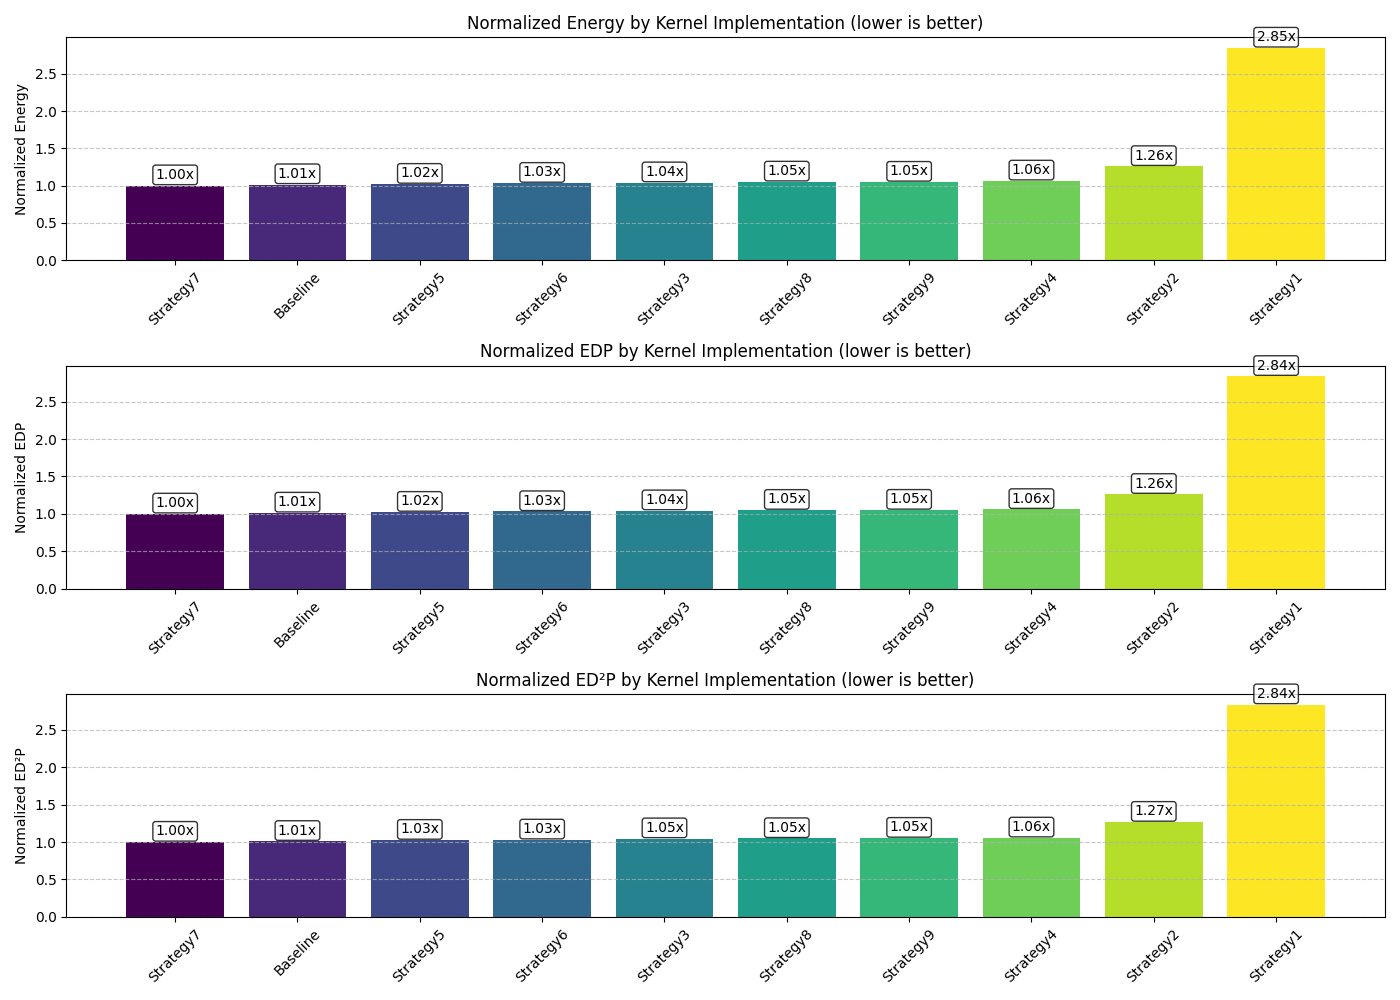 Normalized Energy by Kernel Implementation (lower is better)
Normalized Energy
2.5
2.0
1.5
1.0
0.5
0.0
1.00x
1.01x
1.02x
1.03x
1.04x
1.05x
1.05x
1.06x
1.26x
2.85x
Strategy7
Baseline
Strategy5
Strategy6
Strategy3
Strategy8
Strategy9
Strategy4
Strategy2
Strategy1
Normalized EDP by Kernel Implementation (lower is better)
Normalized EDP
2.5
2.0
1.5
1.0
0.5
0.0
1.00x
1.01x
1.02x
1.03x
1.04x
1.05x
1.05x
1.06x
1.26x
2.84x
Strategy7
Baseline
Strategy5
Strategy6
Strategy3
Strategy8
Strategy9
Strategy4
Strategy2
Strategy1
Normalized ED²P by Kernel Implementation (lower is better)
Normalized ED²P
2.5
2.0
1.5
1.0
0.5
0.0
1.00x
1.01x
1.03x
1.03x
1.05x
1.05x
1.05x
1.06x
1.27x
2.84x
Strategy7
Baseline
Strategy5
Strategy6
Strategy3
Strategy8
Strategy9
Strategy4
Strategy2
Strategy1